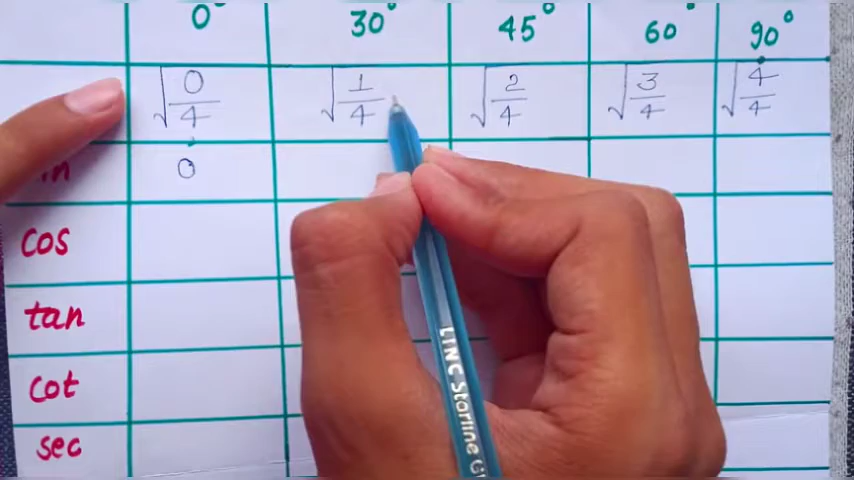 0° 30° 45° 60° 90°
√0/4 √1/4 √2/4 √3/4 √4/4
0
cos
tan
cot
sec
LINC Starline